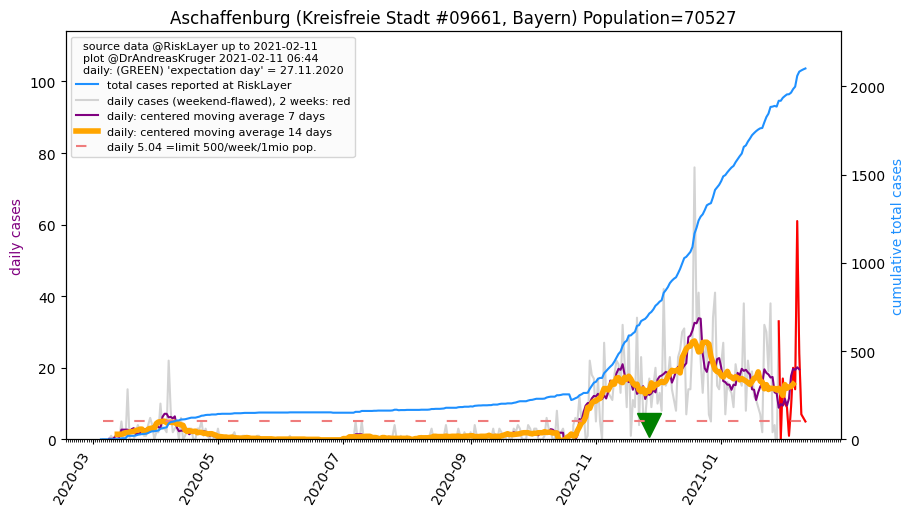 Aschaffenburg (Kreisfreie Stadt #09661, Bayern) Population=70527
source data @RiskLayer up to 2021-02-11
plot @DrAndreasKruger 2021-02-11 06:44
daily: (GREEN) 'expectation day' = 27.11.2020
total cases reported at RiskLayer
daily cases (weekend-flawed), 2 weeks: red
daily: centered moving average 7 days
daily: centered moving average 14 days
daily 5.04 =limit 500/week/1mio pop.
daily cases
100
80
60
40
20
0
cumulative total cases
2000
1500
1000
500
0
2020-03
2020-05
2020-07
2020-09
2020-11
2021-01